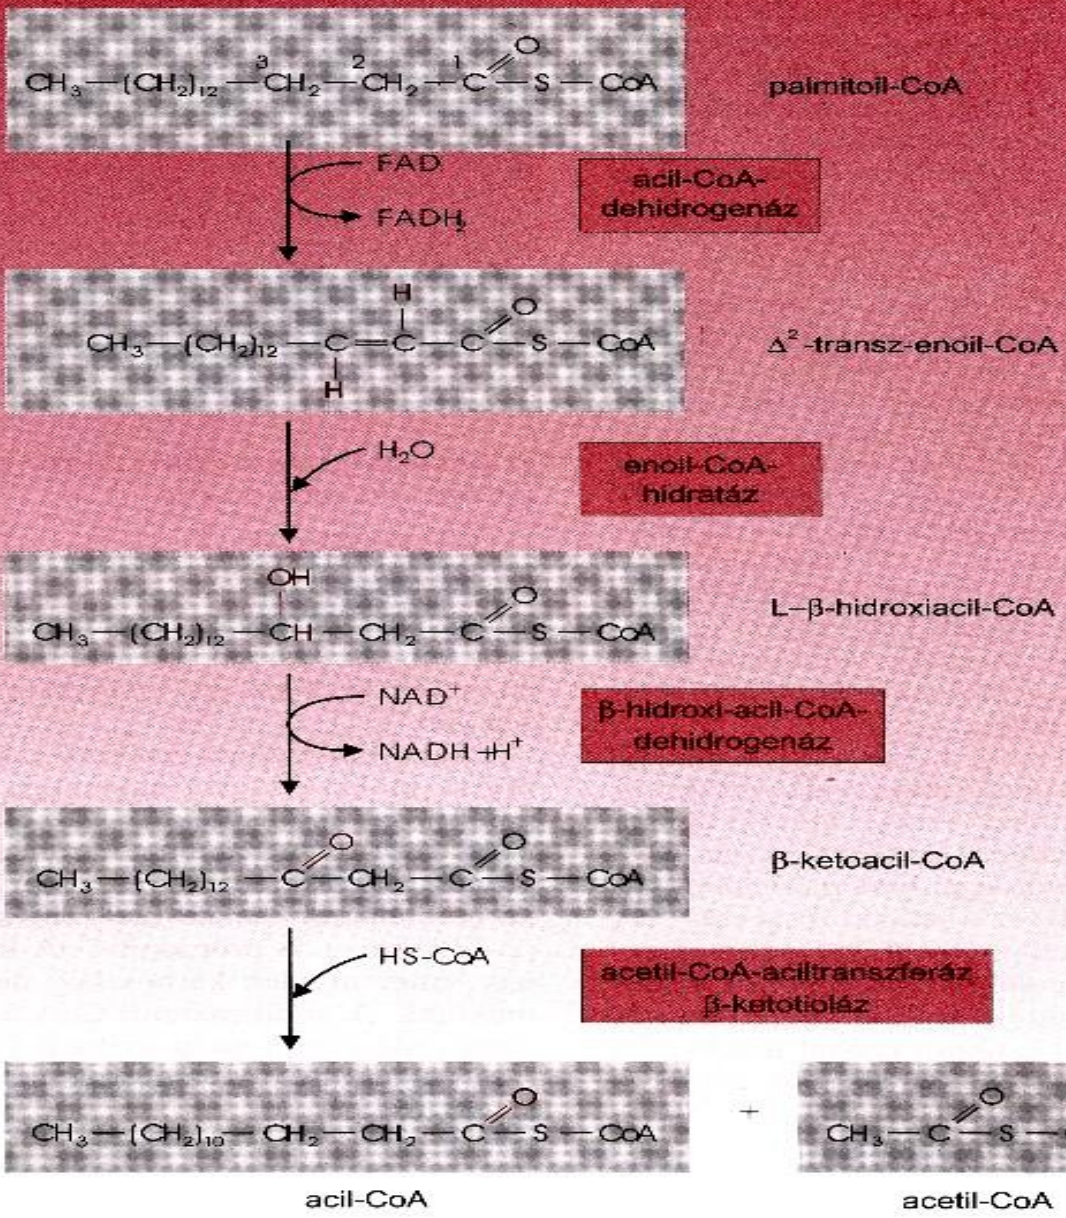 3 2 1 O
CH₃—(CH₂)₁₂—CH₂—CH₂—C—S—CoA
palmitoil-CoA
FAD
FADH₂
acil-CoA-
dehidrogenáz
H O
CH₃—(CH₂)₁₂—C=C—C—S—CoA
H
Δ²-transz-enoil-CoA
H₂O
enoil-CoA-
hidratáz
OH O
CH₃—(CH₂)₁₂—CH—CH₂—C—S—CoA
L–β-hidroxiacil-CoA
NAD⁺
NADH+H⁺
β-hidroxi-acil-CoA-
dehidrogenáz
O O
CH₃—(CH₂)₁₂—C—CH₂—C—S—CoA
β-ketoacil-CoA
HS-CoA
acetil-CoA-aciltranszferáz
β-ketotioláz
O
CH₃—(CH₂)₁₀—CH₂—CH₂—C—S—CoA
acil-CoA
+
O
CH₃—C—S—
acetil-CoA